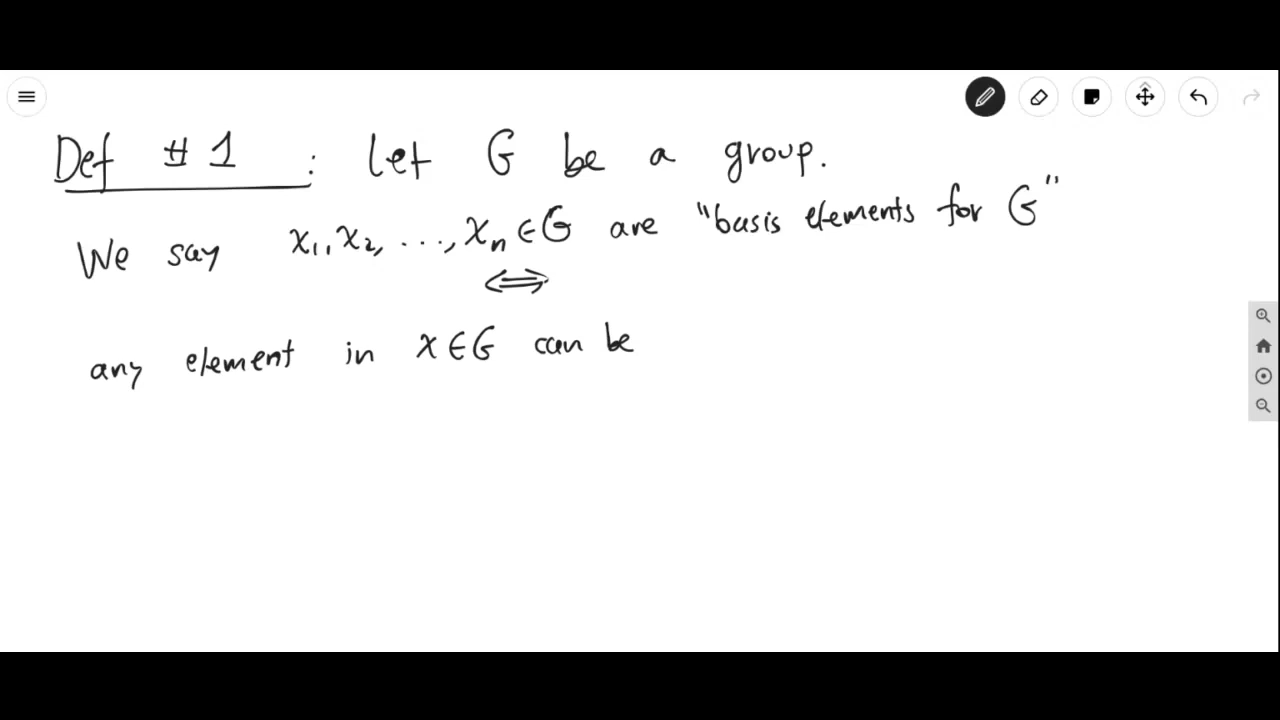 Def #1 : Let G be a group.
We say x₁, x₂, ..., xₙ ∈ G are "basis elements for G"
⟺
any element in x ∈ G can be